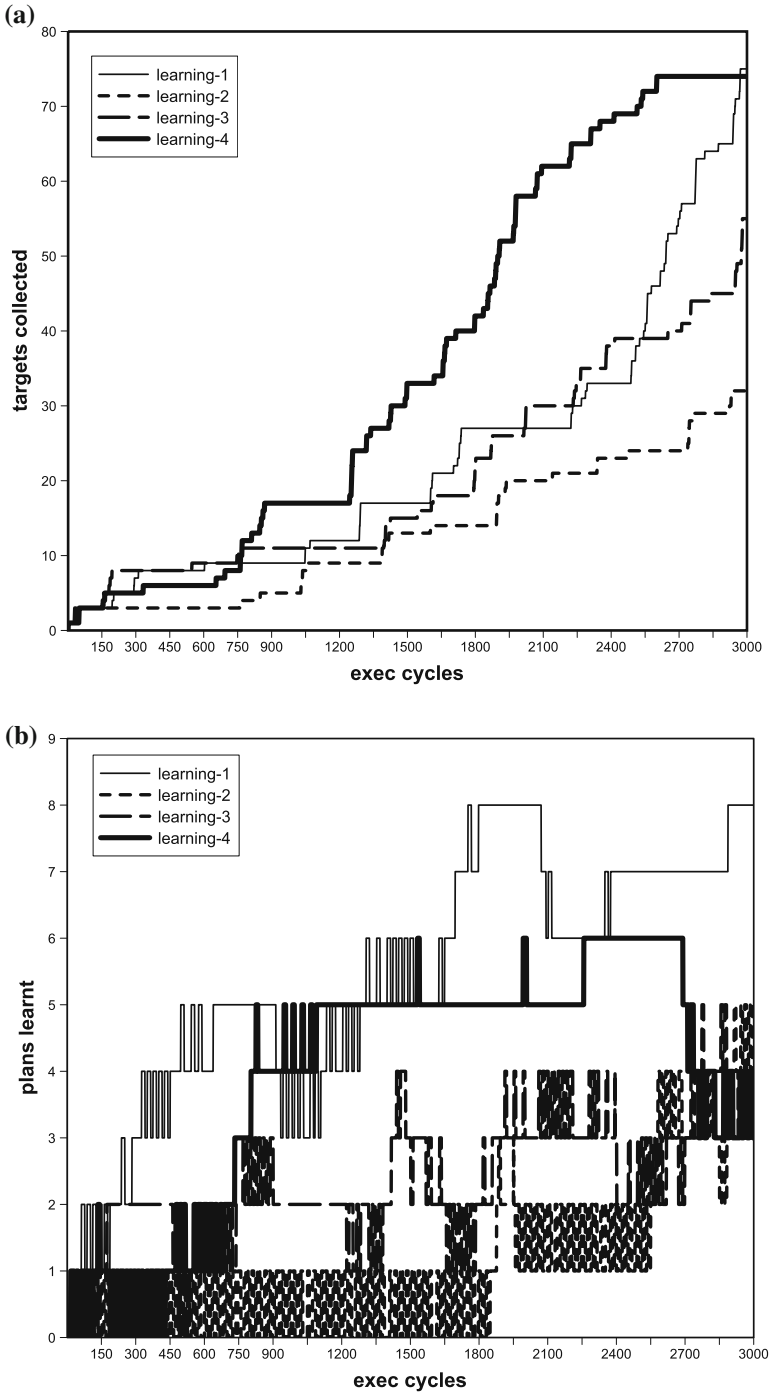 (a)
80
70
60
50
40
30
20
10
0
targets collected
learning-1
learning-2
learning-3
learning-4
150 300 450 600 750 900 1200 1500 1800 2100 2400 2700 3000
exec cycles
(b)
9
8
7
6
5
4
3
2
1
0
plans learnt
learning-1
learning-2
learning-3
learning-4
150 300 450 600 750 900 1200 1500 1800 2100 2400 2700 3000
exec cycles